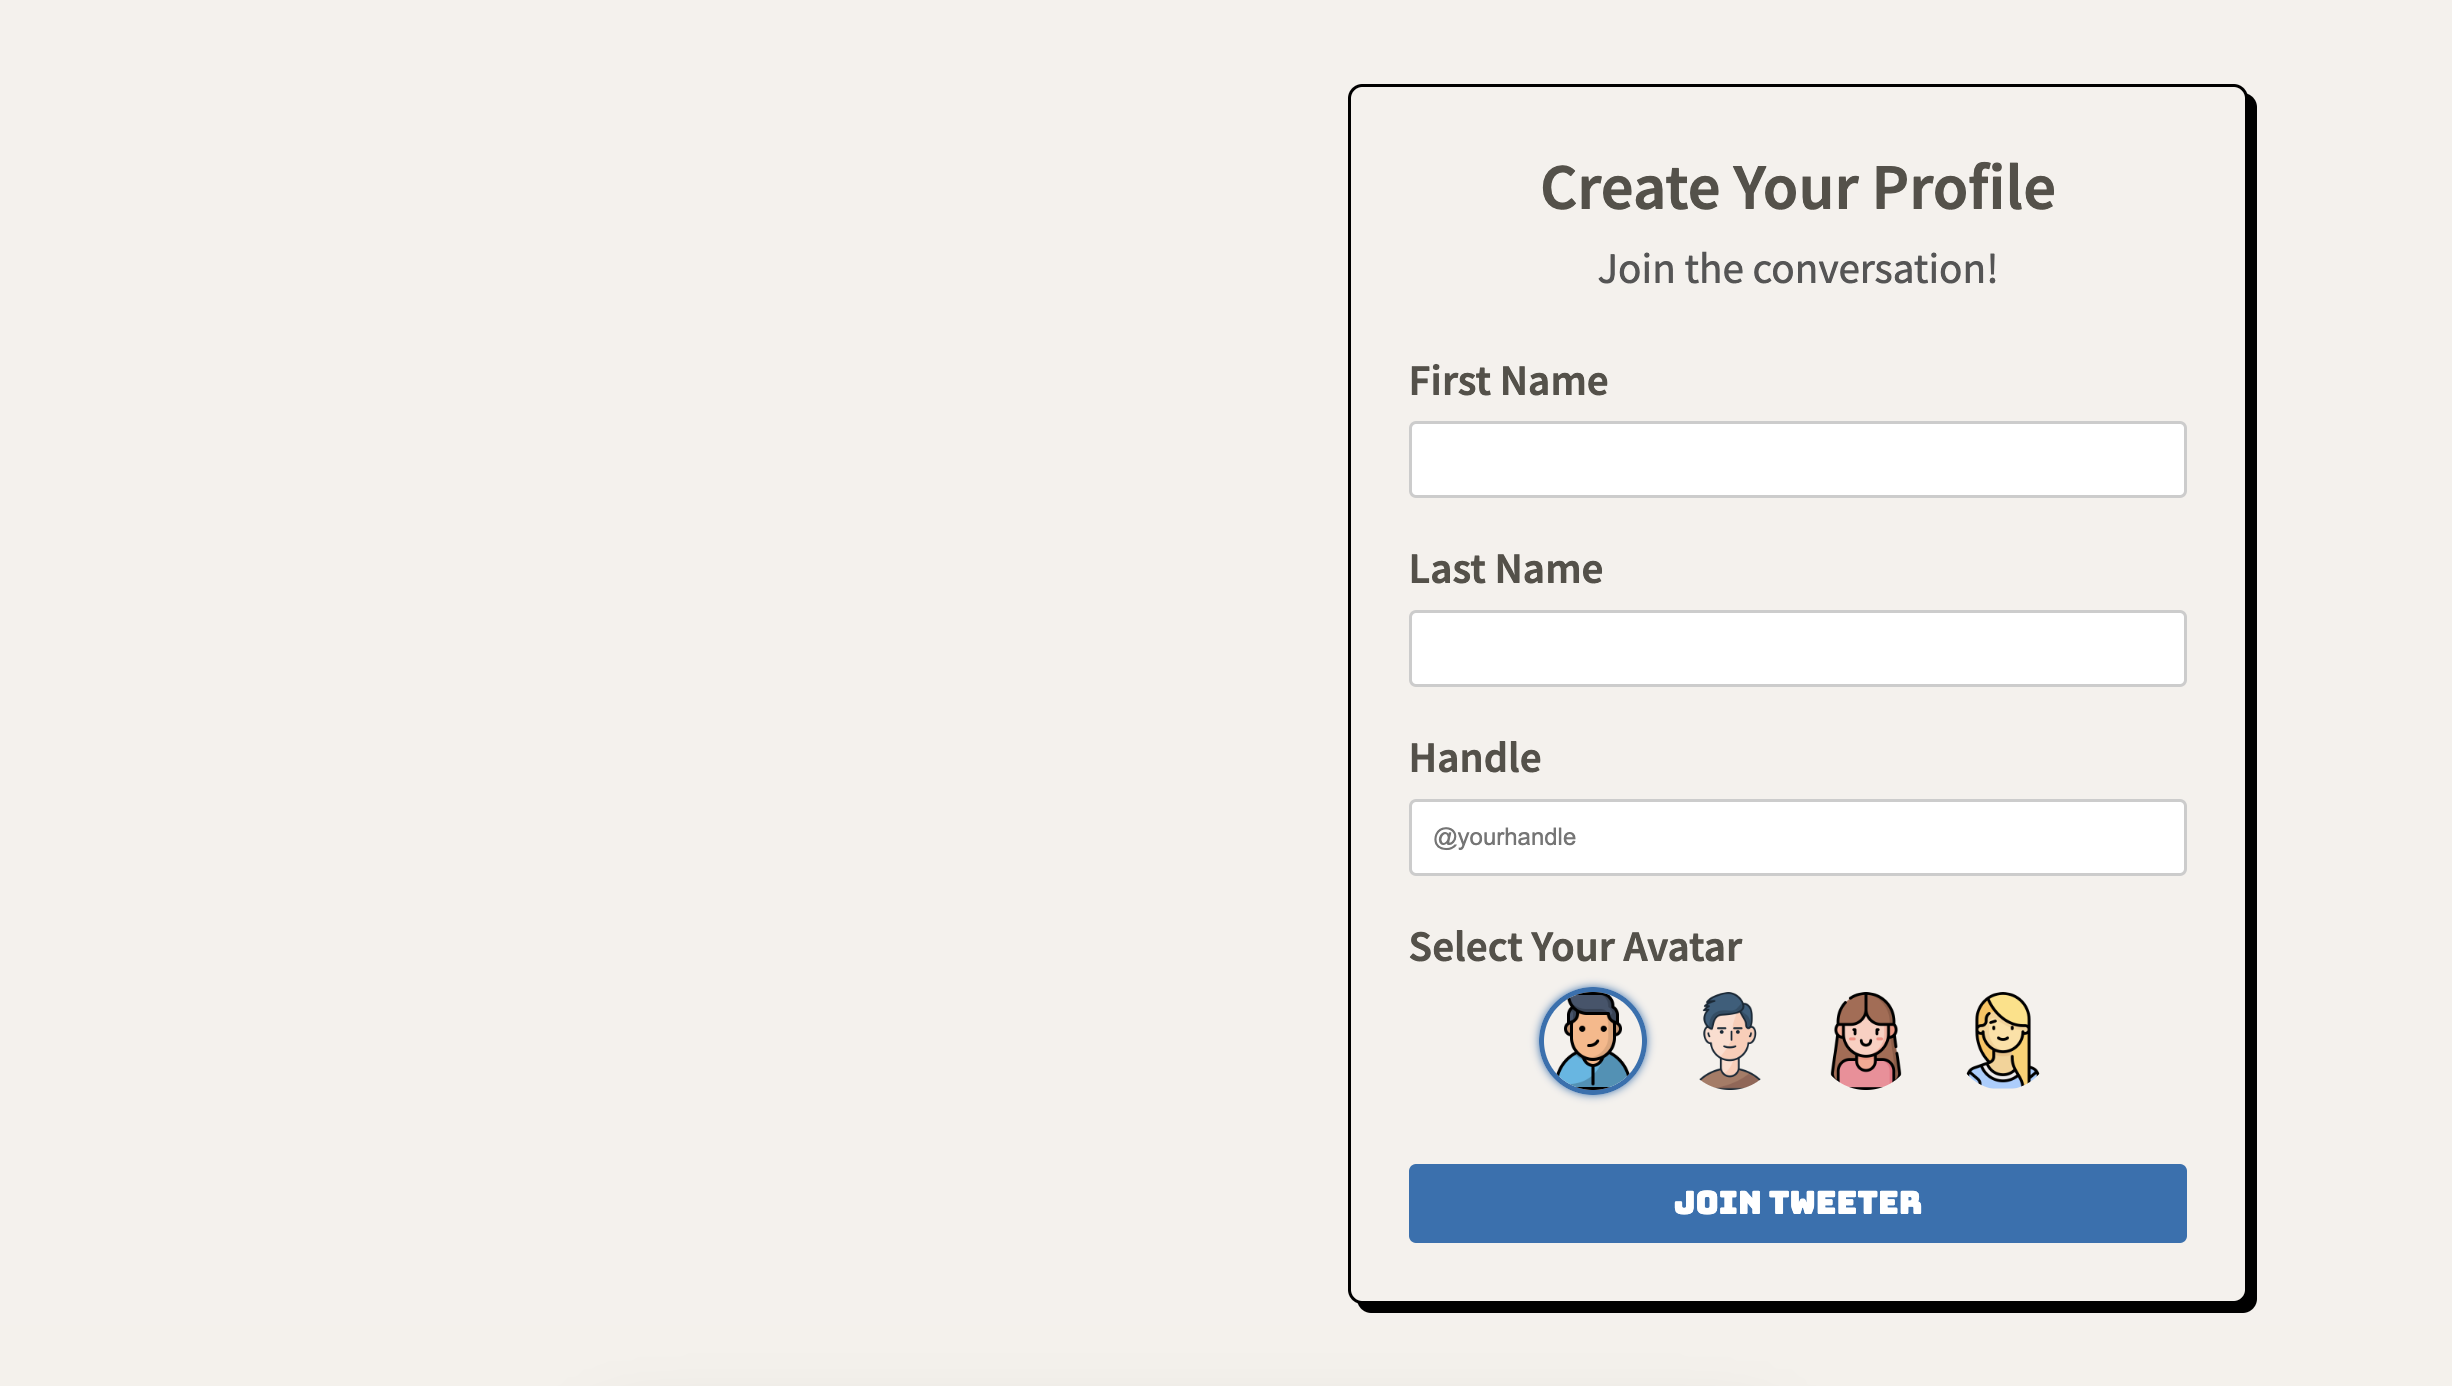 Create Your Profile
Join the conversation!
First Name
Last Name
Handle
@yourhandle
Select Your Avatar
JOIN TWEETER